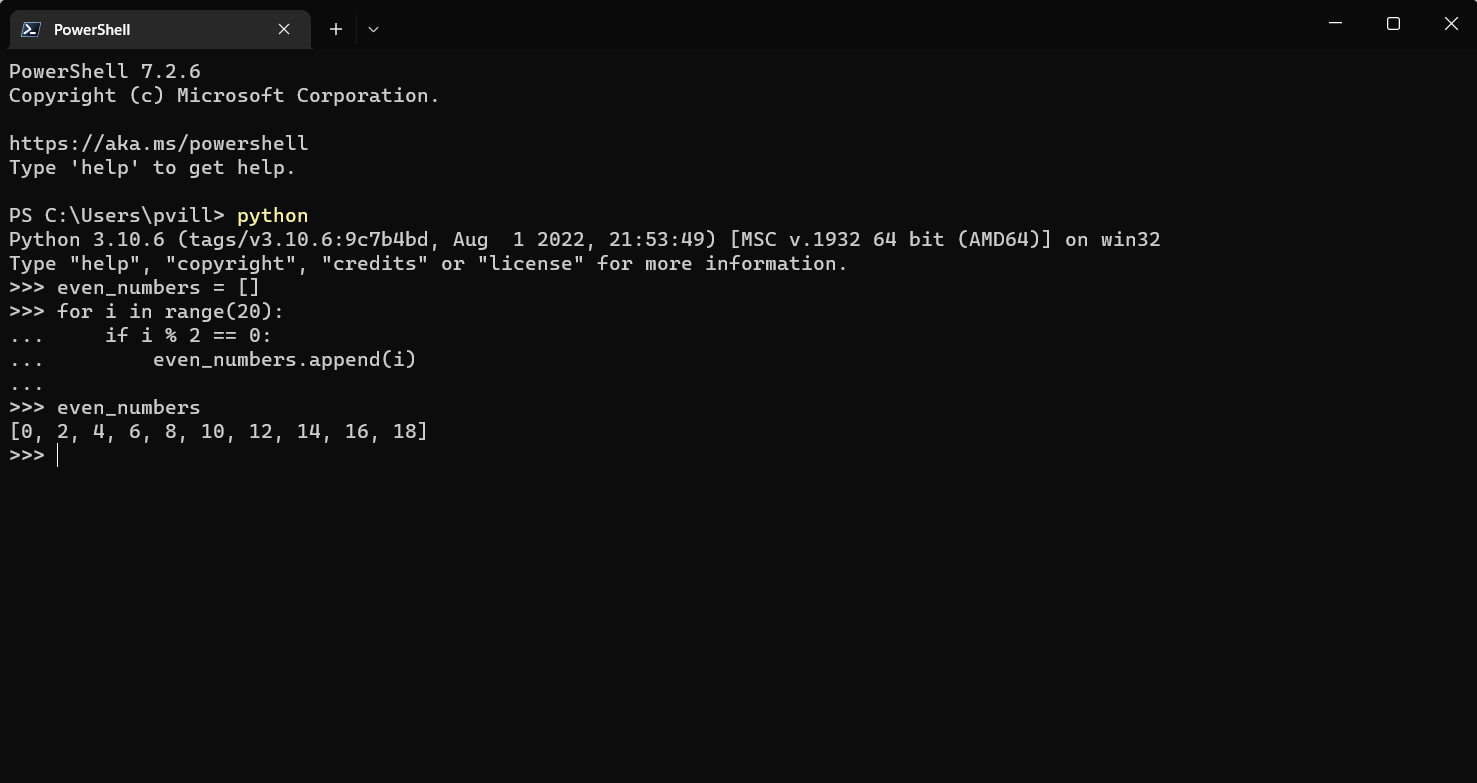 PowerShell
PowerShell 7.2.6
Copyright (c) Microsoft Corporation.
https://aka.ms/powershell
Type 'help' to get help.
PS C:\Users\pvill> python
Python 3.10.6 (tags/v3.10.6:9c7b4bd, Aug  1 2022, 21:53:49) [MSC v.1932 64 bit (AMD64)] on win32
Type "help", "copyright", "credits" or "license" for more information.
>>> even_numbers = []
>>> for i in range(20):
...     if i % 2 == 0:
...         even_numbers.append(i)
...
>>> even_numbers
[0, 2, 4, 6, 8, 10, 12, 14, 16, 18]
>>>